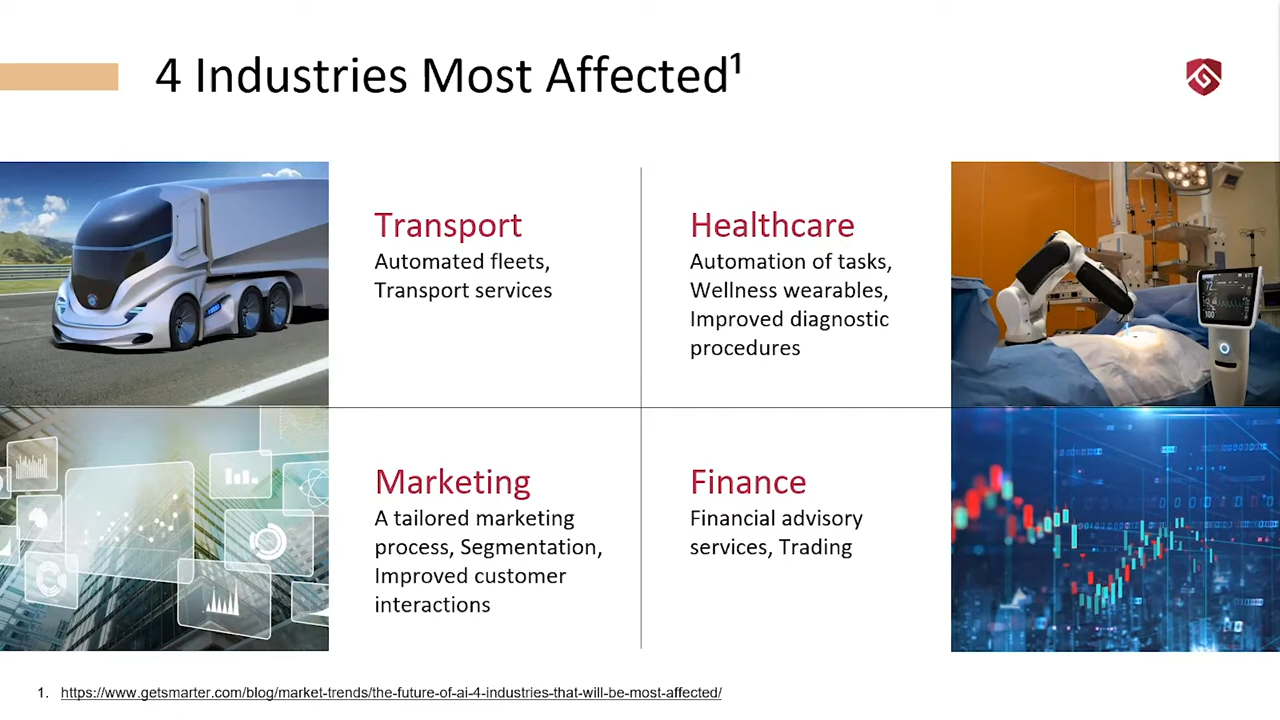 4 Industries Most Affected¹
Transport
Automated fleets,
Transport services
Healthcare
Automation of tasks,
Wellness wearables,
Improved diagnostic
procedures
Marketing
A tailored marketing
process, Segmentation,
Improved customer
interactions
Finance
Financial advisory
services, Trading
1. https://www.getsmarter.com/blog/market-trends/the-future-of-ai-4-industries-that-will-be-most-affected/